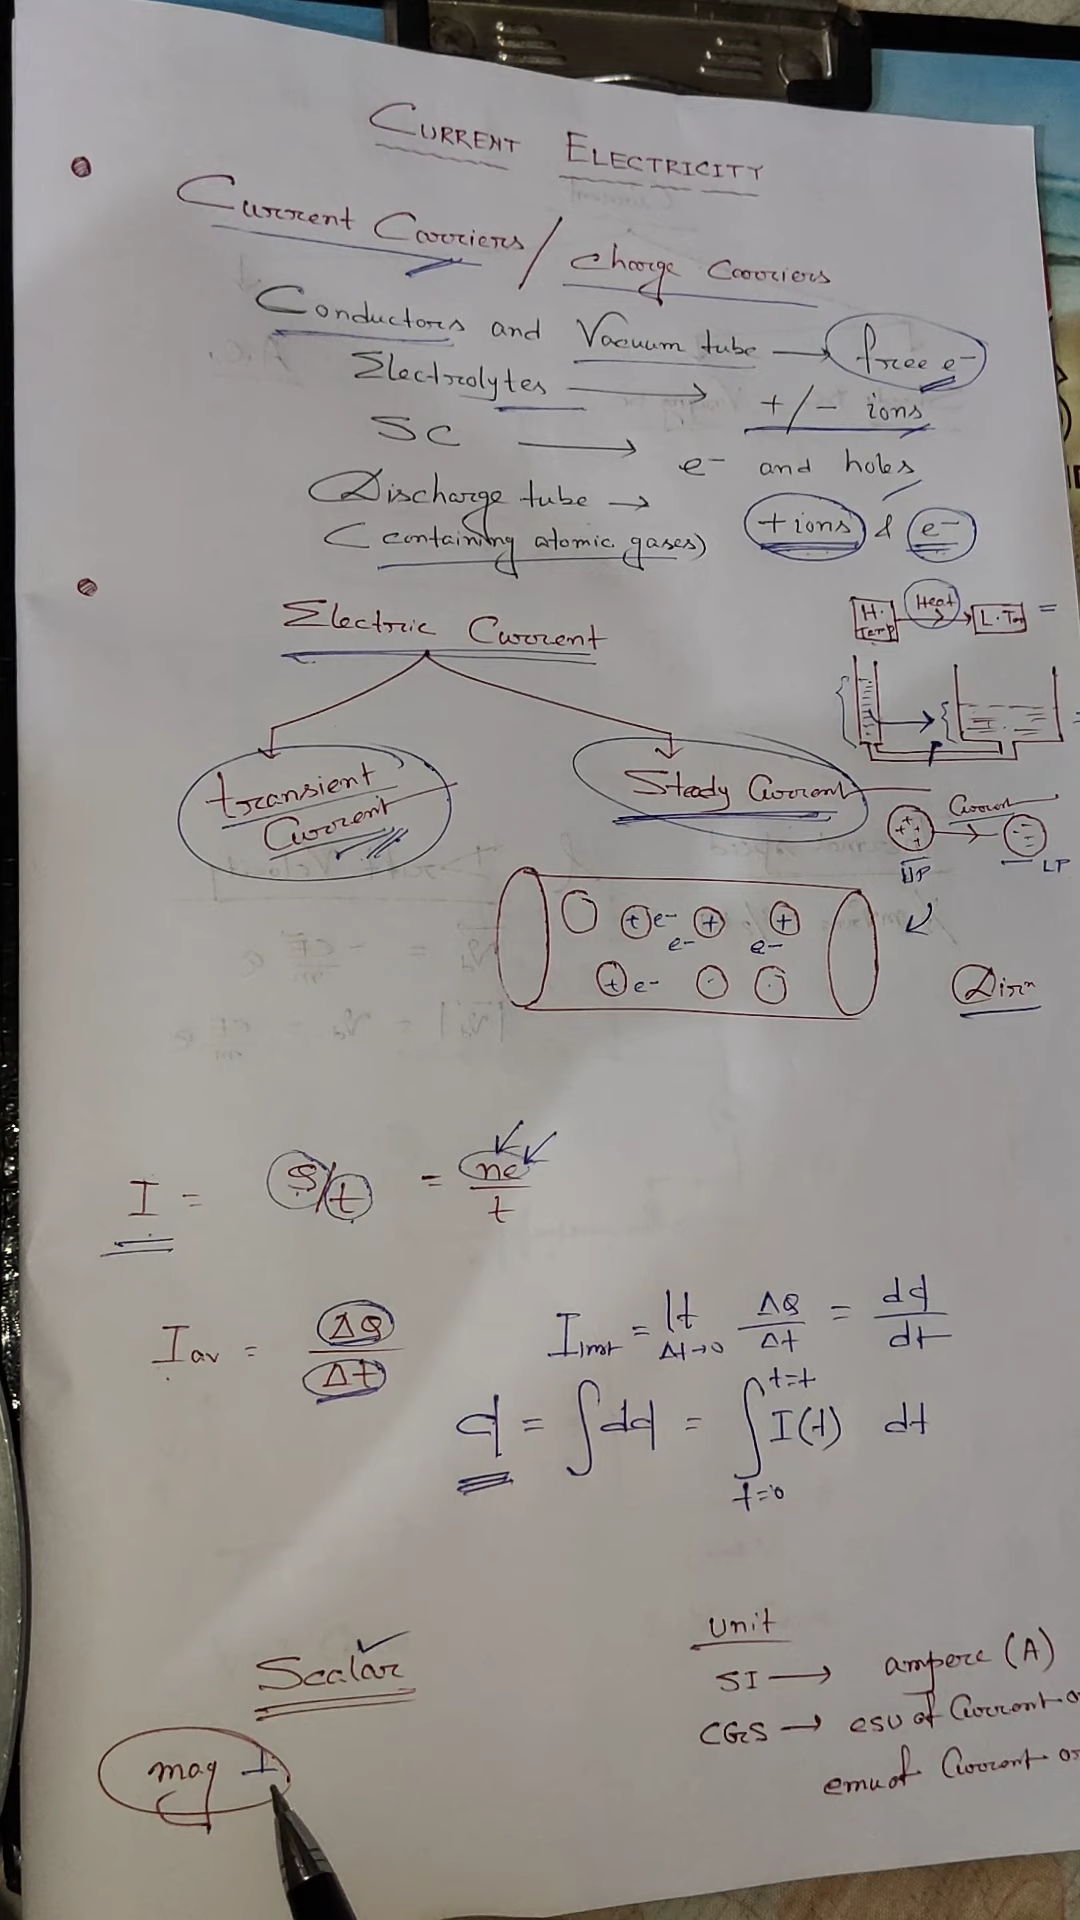 CURRENT ELECTRICITY
Current Carriers / Charge Carriers
Conductors and Vacuum tube → free e-
Electrolytes → +/- ions
SC → e- and holes
Discharge tube → + ions & e-
(containing atomic gases)
Electric Current
H. Temp Heat L. Tem
transient Current
Steady Current
Current
+ + + +
- - -
HP
LP
+ e- + +
e- e-
+ e-
Dirn
I = Q/t = ne/t
Iav = ΔQ/Δt
Iinst = lt Δt→0 ΔQ/Δt = dq/dt
q = ∫dq = ∫ t=0 t=t I(t) dt
Scalar
mag I
Unit
SI → ampere (A)
CGS → esu of Current or
emu of Current or